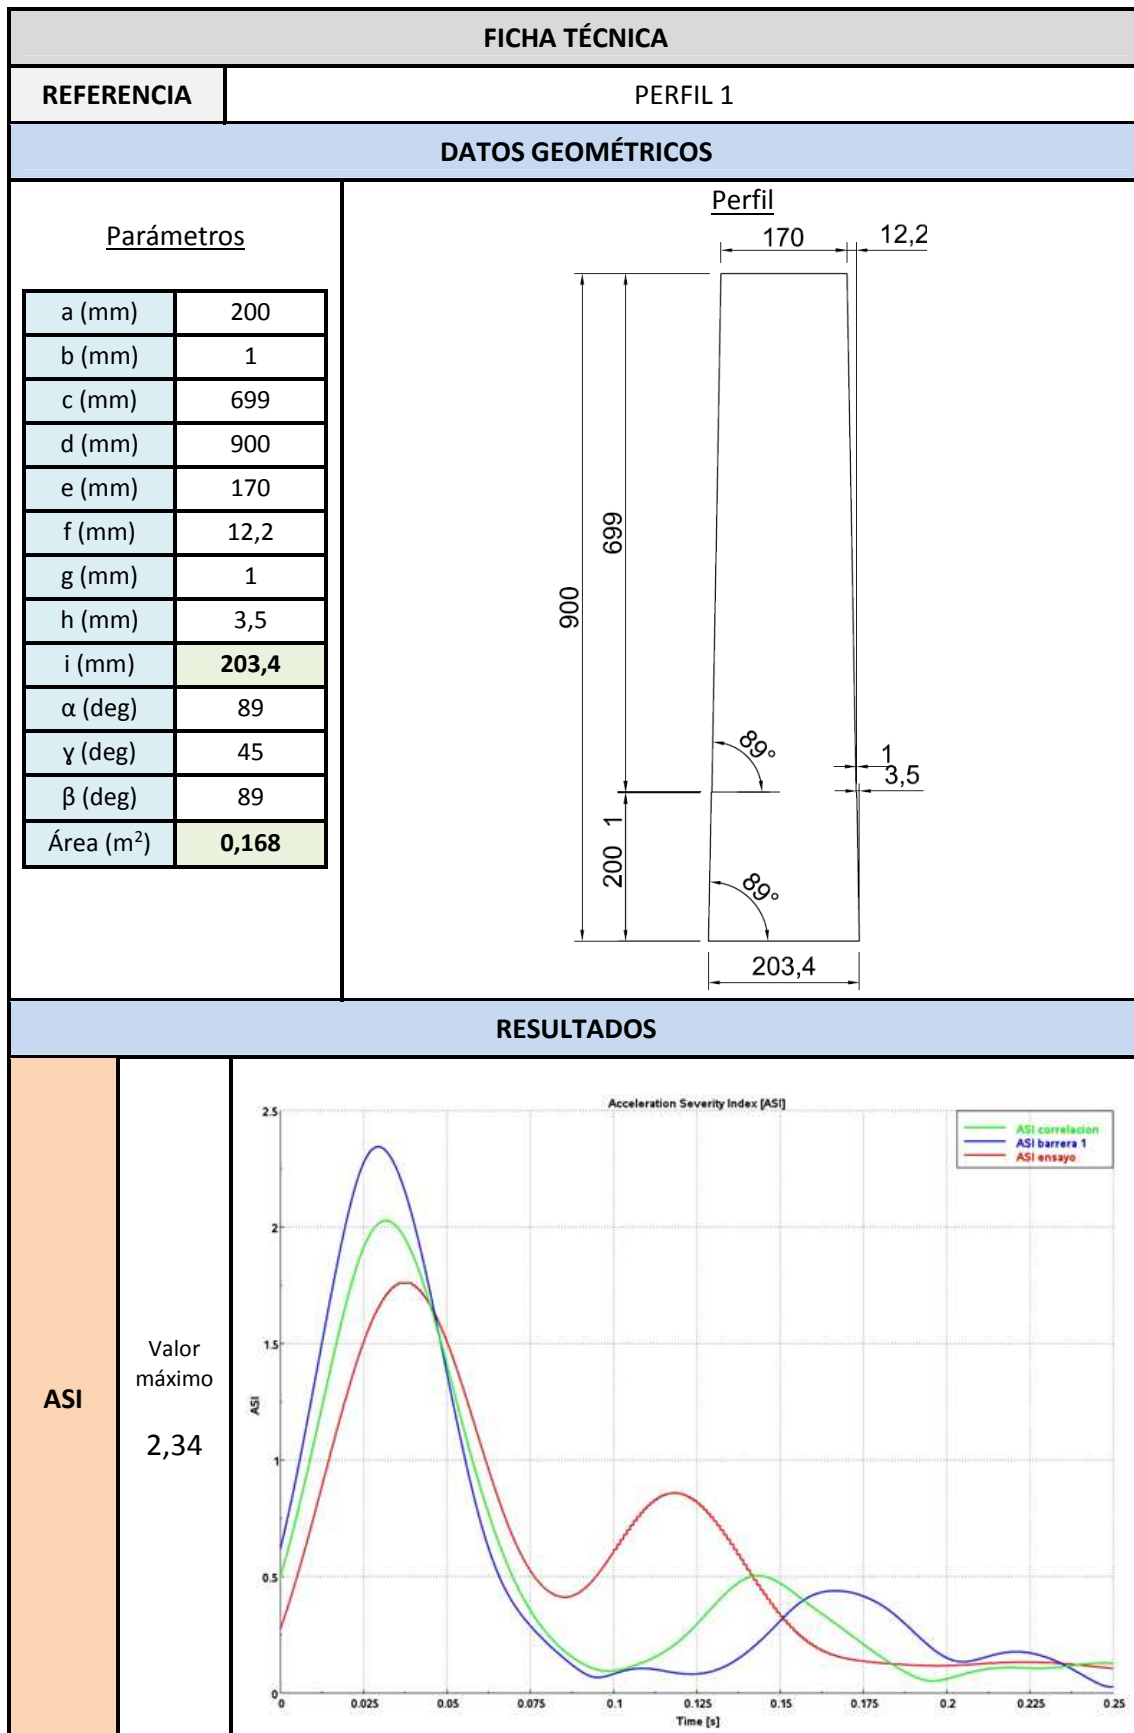 FICHA TÉCNICA
REFERENCIA PERFIL 1
DATOS GEOMÉTRICOS
Parámetros
a (mm) 200
b (mm) 1
c (mm) 699
d (mm) 900
e (mm) 170
f (mm) 12,2
g (mm) 1
h (mm) 3,5
i (mm) 203,4
α (deg) 89
γ (deg) 45
β (deg) 89
Área (m²) 0,168
Perfil
170 12,2
699
900
89°
1
3,5
200 1
89°
203,4
RESULTADOS
ASI
Valor
máximo
2,34
Acceleration Severity Index [ASI]
ASI correlacion
ASI barrera 1
ASI ensayo
2.5
2
1.5
1
0.5
0
ASI
0 0.025 0.05 0.075 0.1 0.125 0.15 0.175 0.2 0.225 0.25
Time [s]